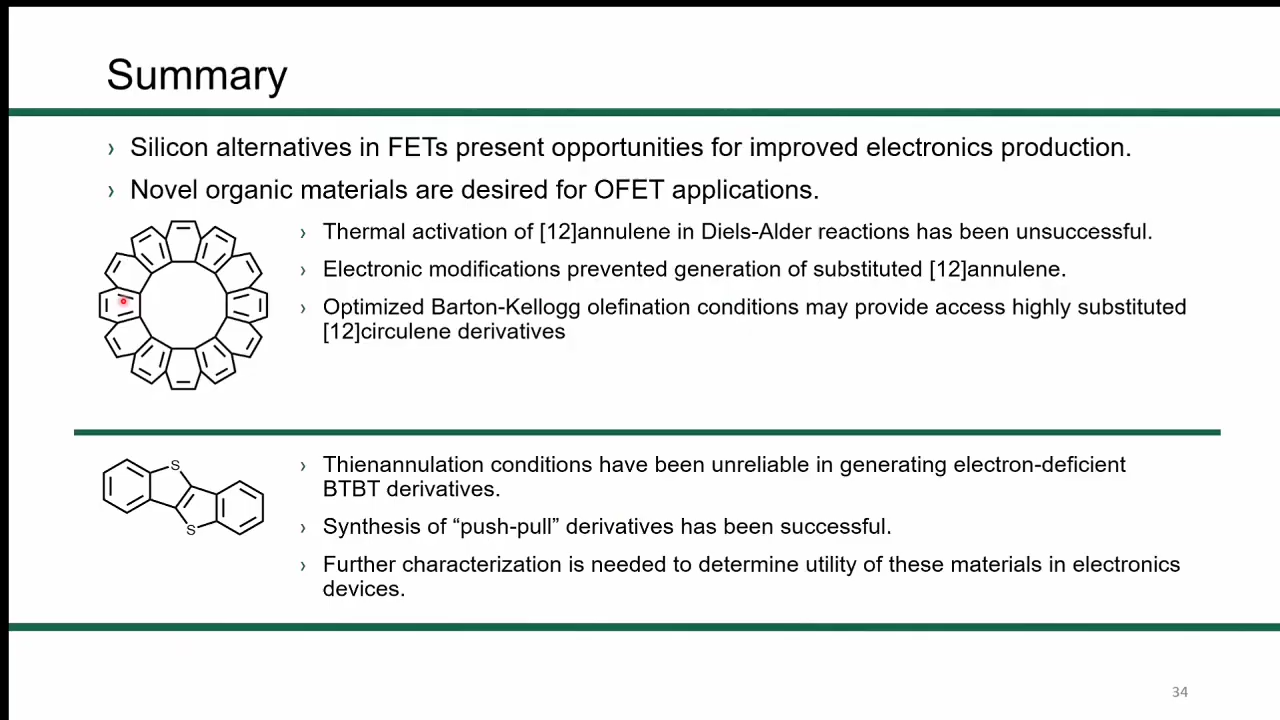 Summary
› Silicon alternatives in FETs present opportunities for improved electronics production.
› Novel organic materials are desired for OFET applications.
› Thermal activation of [12]annulene in Diels-Alder reactions has been unsuccessful.
› Electronic modifications prevented generation of substituted [12]annulene.
› Optimized Barton-Kellogg olefination conditions may provide access highly substituted
[12]circulene derivatives
S
S
› Thienannulation conditions have been unreliable in generating electron-deficient
BTBT derivatives.
› Synthesis of “push-pull” derivatives has been successful.
› Further characterization is needed to determine utility of these materials in electronics
devices.
34